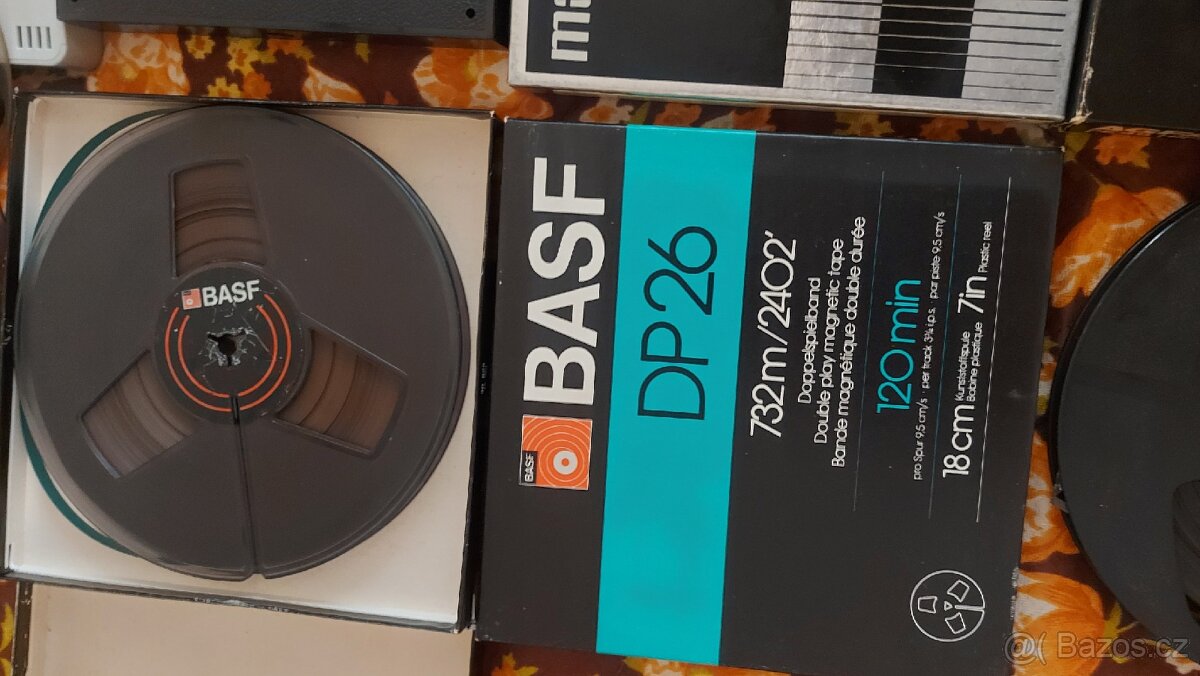 BASF
BASF
BASF
DP26
732m/2402'
Doppelspielband
Double play magnetic tape
Bande magnétique double durée
120 min
pro Spur 9,5 cm/s per track 3¾ i.p.s. par piste 9,5 cm/s
18cm Kunststoffspule 7in Plastic reel
Bobine plastique
Bazos.cz